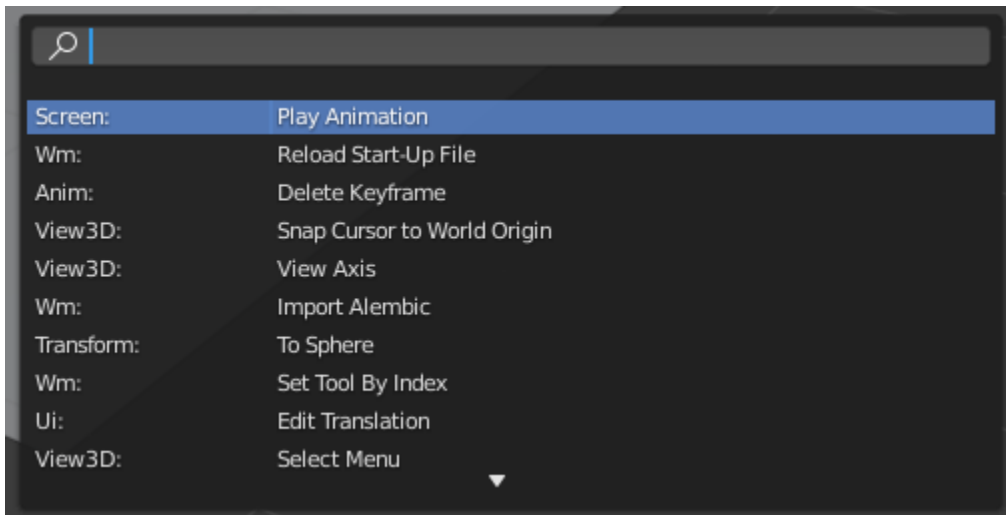 Screen: Play Animation
Wm: Reload Start-Up File
Anim: Delete Keyframe
View3D: Snap Cursor to World Origin
View3D: View Axis
Wm: Import Alembic
Transform: To Sphere
Wm: Set Tool By Index
Ui: Edit Translation
View3D: Select Menu